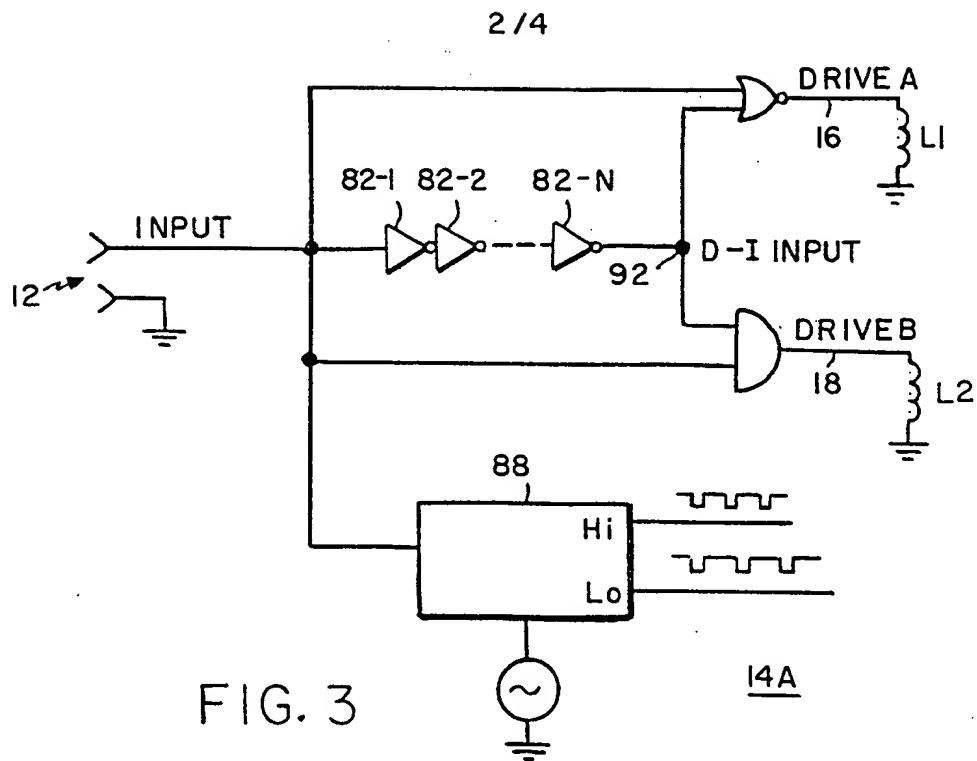 2/4
DRIVE A
16
L1
82-1 82-2 82-N
INPUT
12
92
D-I INPUT
DRIVE B
18
L2
88
Hi
Lo
~
FIG. 3
14A